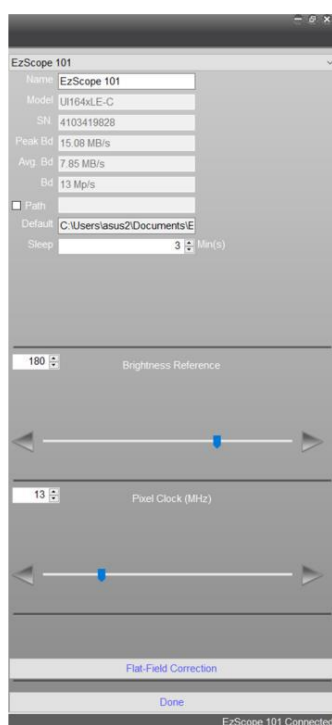 EzScope 101
Name EzScope 101
Model UI164xLE-C
SN 4103419828
Peak Bd 15.08 MB/s
Avg. Bd 7.85 MB/s
Bd 13 Mp/s
Path
Default C:\Users\asus2\Documents\E
Sleep 3 Min(s)
180 Brightness Reference
13 Pixel Clock (MHz)
Flat-Field Correction
Done
EzScope 101 Connected